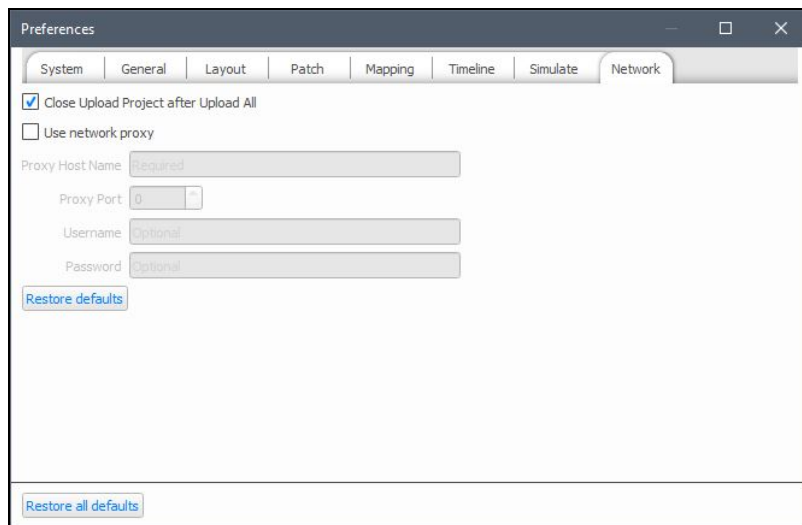 Preferences
System General Layout Patch Mapping Timeline Simulate Network
Close Upload Project after Upload All
Use network proxy
Proxy Host Name Required
Proxy Port 0
Username Optional
Password Optional
Restore defaults
Restore all defaults